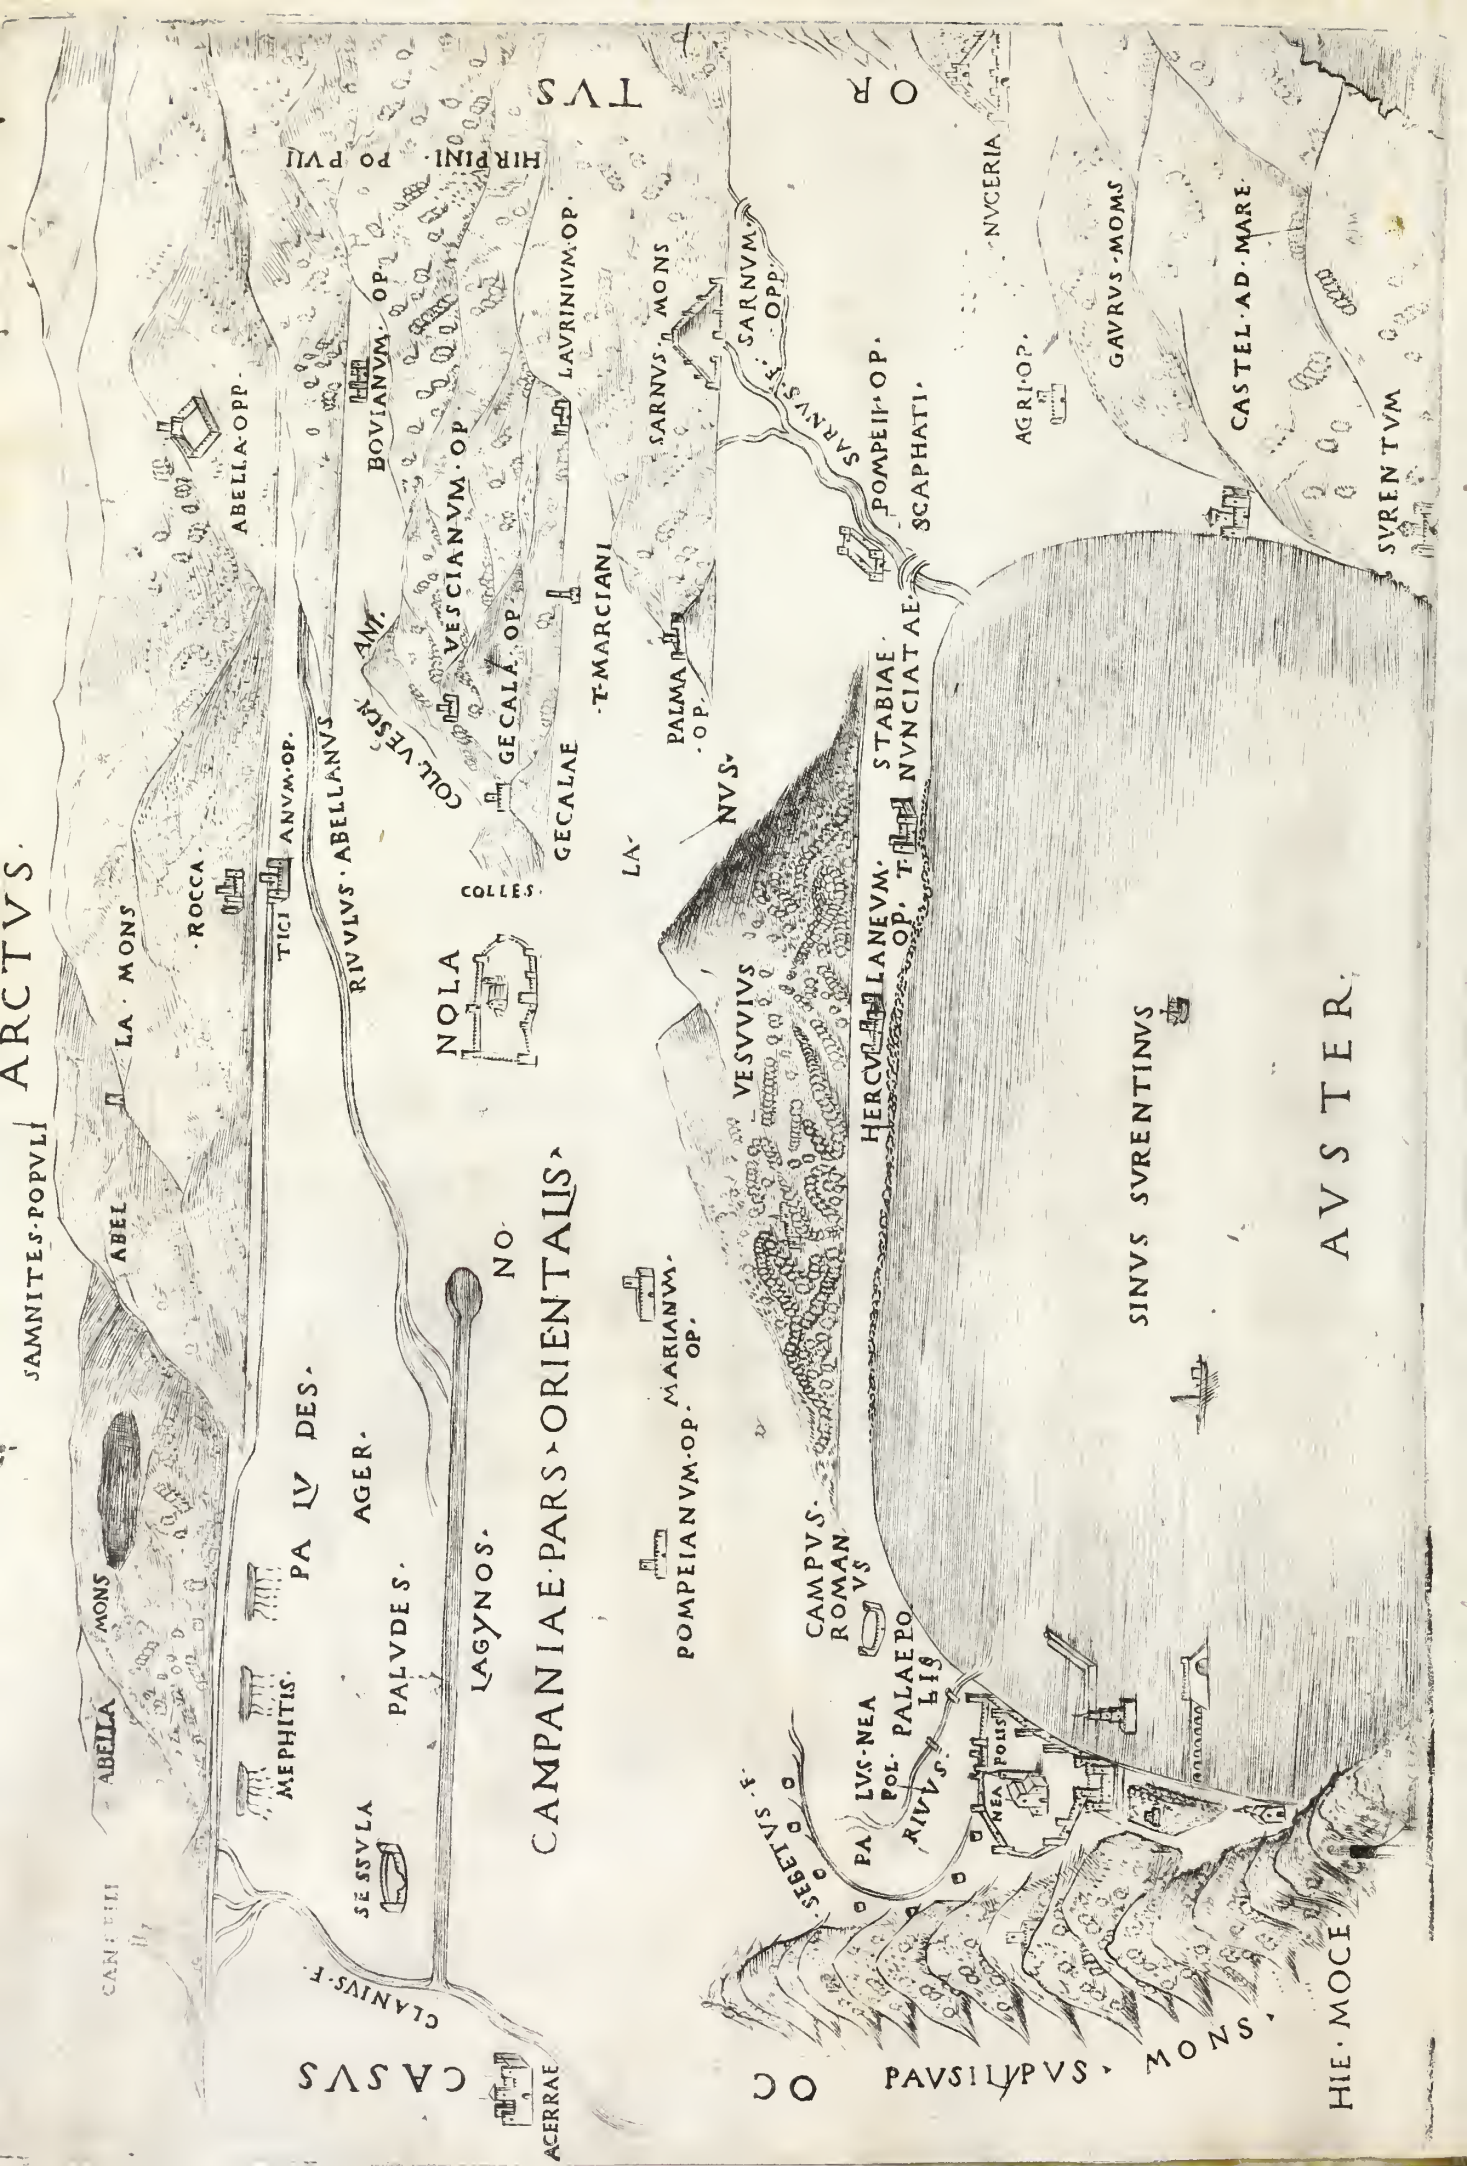 SAMNITES·POPVLI
ARCTVS·
ABELLA MONS
ABEL
LA· MONS
·ROCCA·
ABELLA·OPP·
MEPHITIS·
PA LV DES·
TICI ANVM·OP·
RIVVLVS·ABELLANVS
BOVIANVM· OP·
HIRPINI· PO PVII
CLANIVS·F·
SESSVLA
PALVDES·
AGER·
LAGYNOS·
COLL·VESCA ANI·
VESCIANVM·OP
NOLA
COLLES·
GECALAE
GECALA OP
LAVRINIVM·OP·
·T·MARCIANI
CASVS
ACERRAE
NO
LA·
NVS·
CAMPANIAE·PARS·ORIENTALIS·
POMPEIANVM·OP·
MARIANVM·
OP·
PALMA
·OP·
SARNVS· MONS
SARNVM·
OPP·
TVS
VESVVIVS
SARNVS· F·
POMPEII·OP·
SCAPHATI·
STABIAE·
T· NVNCIATAE·
HERCVLANEVM·
OP·
CAMPVS·
ROMAN
VS
·SEBETVS·F·
PA LVS·NEA
POL·
PALAEPO
LIS
RIVVS·
NEA POLIS
OC
OR
·NVCERIA
AGRI·OP·
GAVRVS·MOMS
CASTEL·AD·MARE·
SVRENTVM
SINVS SVRENTINVS
AVSTER·
PAVSILIPVS· MONS·
HIE·MOCE·